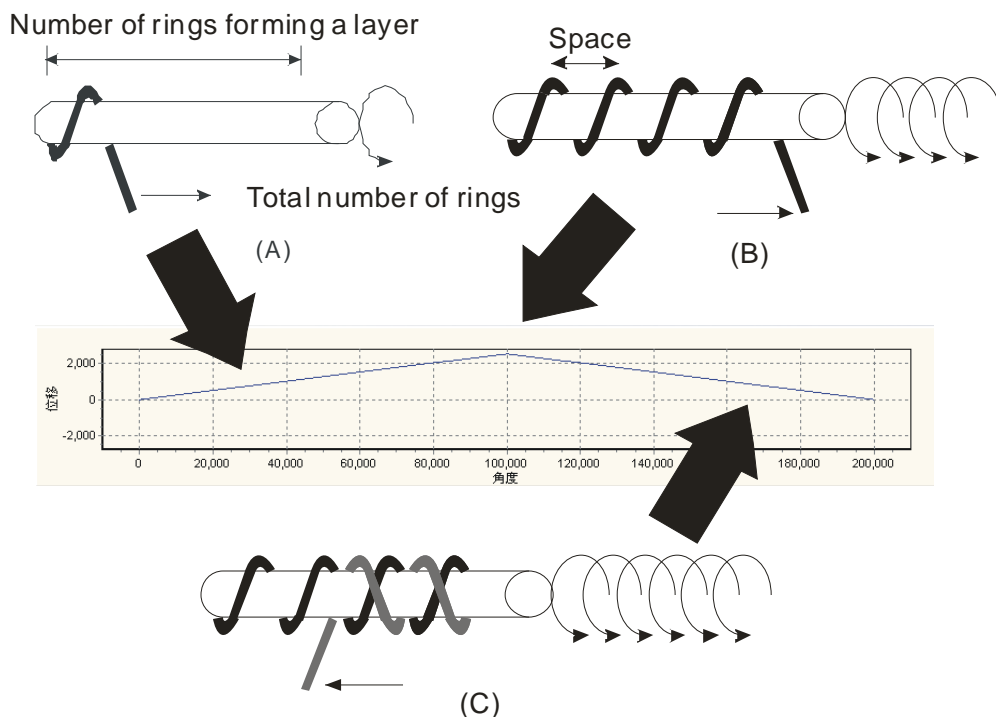 Number of rings forming a layer
Space
Total number of rings
(A)
(B)
2,000
0
-2,000
位移
0 20,000 40,000 60,000 80,000 100,000 120,000 140,000 180,000 200,000
角度
(C)